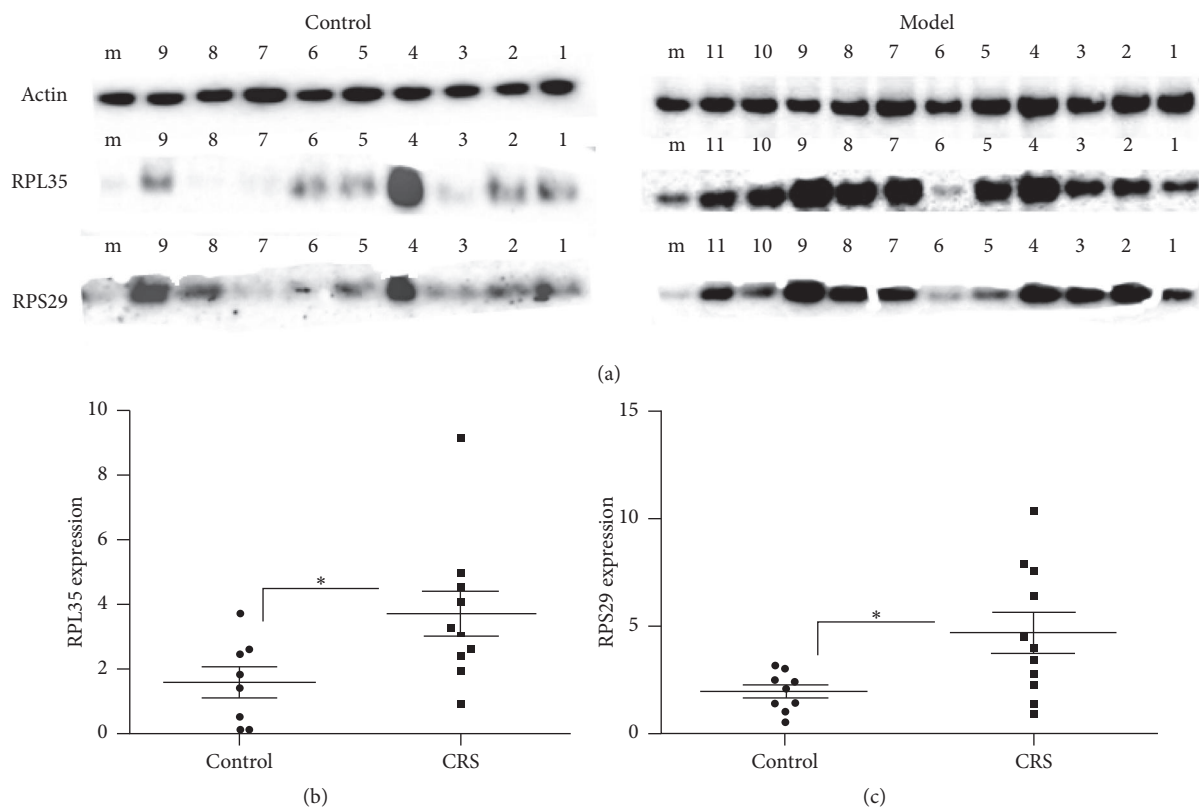 Control
Model
m 9 8 7 6 5 4 3 2 1
m 11 10 9 8 7 6 5 4 3 2 1
Actin
m 9 8 7 6 5 4 3 2 1
m 11 10 9 8 7 6 5 4 3 2 1
RPL35
m 9 8 7 6 5 4 3 2 1
m 11 10 9 8 7 6 5 4 3 2 1
RPS29
(a)
10
8
6
4
2
0
RPL35 expression
*
Control CRS
(b)
15
10
5
0
RPS29 expression
*
Control CRS
(c)